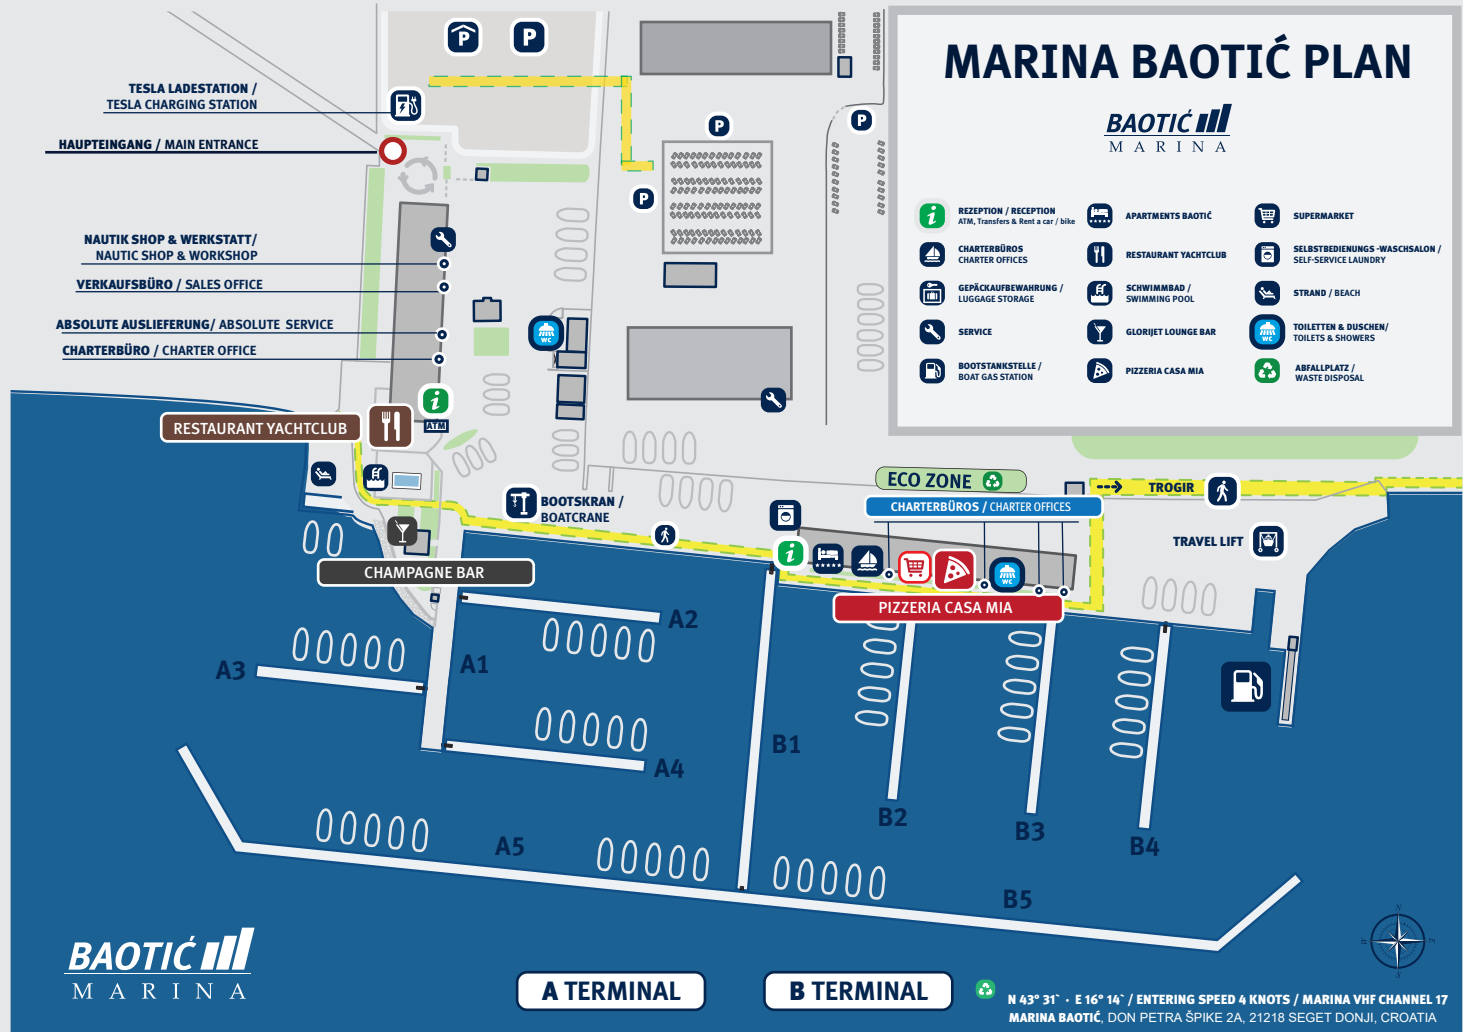 MARINA BAOTIĆ PLAN
BAOTIĆ
MARINA
REZEPTION / RECEPTION
ATM, Transfers & Rent a car / bike
CHARTERBÜROS
CHARTER OFFICES
GEPÄCKAUFBEWAHRUNG /
LUGGAGE STORAGE
SERVICE
BOOTSTANKSTELLE /
BOAT GAS STATION
APARTMENTS BAOTIĆ
RESTAURANT YACHTCLUB
SCHWIMMBAD /
SWIMMING POOL
GLORIJET LOUNGE BAR
PIZZERIA CASA MIA
SUPERMARKET
SELBSTBEDIENUNGS -WASCHSALON /
SELF-SERVICE LAUNDRY
STRAND / BEACH
WC
TOILETTEN & DUSCHEN/
TOILETS & SHOWERS
ABFALLPLATZ /
WASTE DISPOSAL
P
P
TESLA LADESTATION /
TESLA CHARGING STATION
HAUPTEINGANG / MAIN ENTRANCE
P
P
P
NAUTIK SHOP & WERKSTATT/
NAUTIC SHOP & WORKSHOP
VERKAUFSBÜRO / SALES OFFICE
ABSOLUTE AUSLIEFERUNG/ ABSOLUTE SERVICE
CHARTERBÜRO / CHARTER OFFICE
WC
ATM
RESTAURANT YACHTCLUB
BOOTSKRAN /
BOATCRANE
ECO ZONE
CHARTERBÜROS / CHARTER OFFICES
TROGIR
TRAVEL LIFT
CHAMPAGNE BAR
WC
PIZZERIA CASA MIA
A2
A1
A3
A4
A5
B1
B2
B3
B4
B5
BAOTIĆ
MARINA
A TERMINAL
B TERMINAL
N
W
E
S
N 43° 31` · E 16° 14` / ENTERING SPEED 4 KNOTS / MARINA VHF CHANNEL 17
MARINA BAOTIĆ, DON PETRA ŠPIKE 2A, 21218 SEGET DONJI, CROATIA